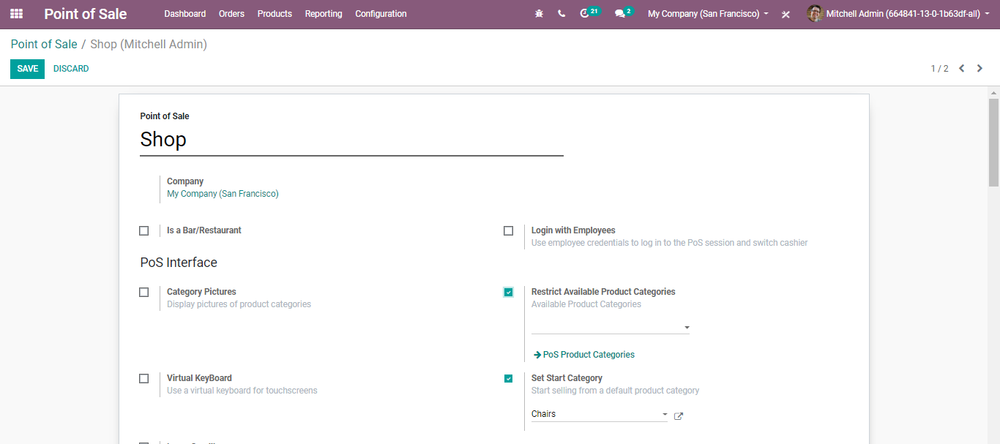 Point of Sale Dashboard Orders Products Reporting Configuration 21 2 My Company (San Francisco) Mitchell Admin (664841-13-0-1b63df-all)
Point of Sale / Shop (Mitchell Admin)
SAVE DISCARD 1 / 2
Point of Sale
Shop
Company
My Company (San Francisco)
Is a Bar/Restaurant
Login with Employees
Use employee credentials to log in to the PoS session and switch cashier
PoS Interface
Category Pictures
Display pictures of product categories
Restrict Available Product Categories
Available Product Categories
PoS Product Categories
Virtual KeyBoard
Use a virtual keyboard for touchscreens
Set Start Category
Start selling from a default product category
Chairs